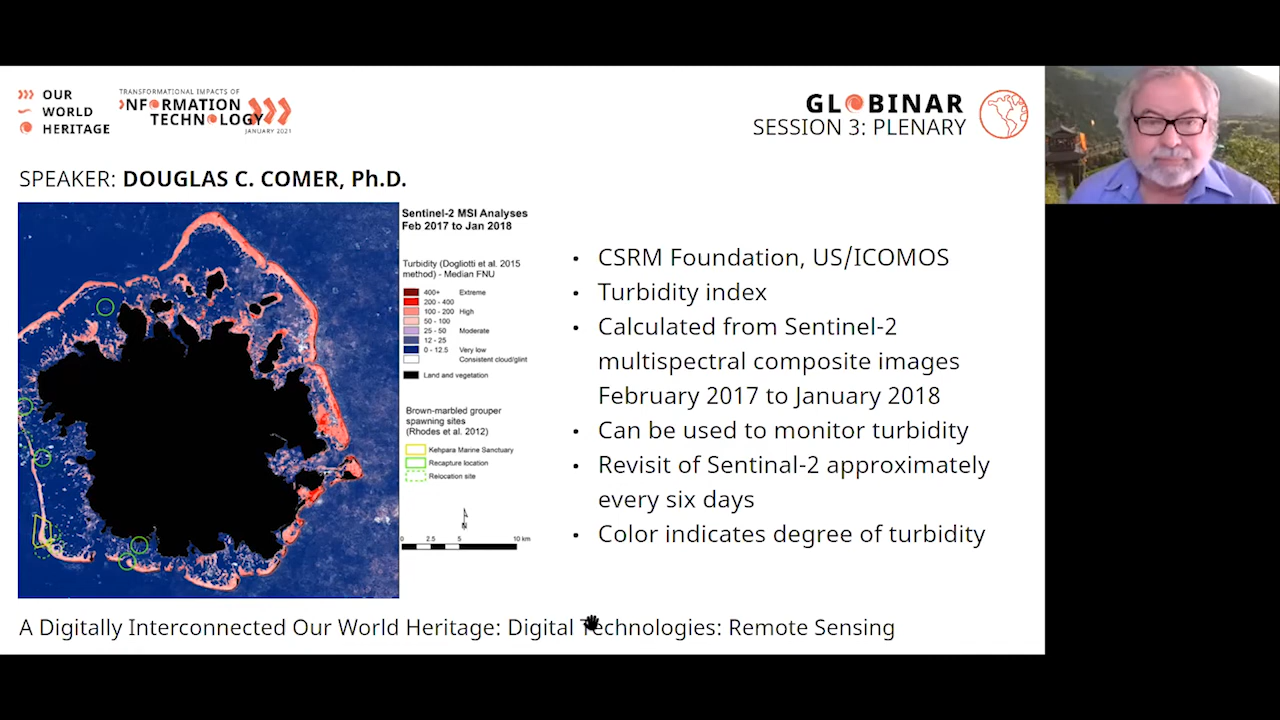 OUR
WORLD
HERITAGE
TRANSFORMATIONAL IMPACTS OF
INFORMATION
TECHNOLOGY
JANUARY 2021
GLOBINAR
SESSION 3: PLENARY
SPEAKER: DOUGLAS C. COMER, Ph.D.
Sentinel-2 MSI Analyses
Feb 2017 to Jan 2018
Turbidity (Dogliotti et al. 2015
method) - Median FNU
400+ Extreme
200 - 400
100 - 200 High
50 - 100
25 - 50 Moderate
12 - 25
0 - 12.5 Very low
Consistent cloud/glint
Land and vegetation
Brown-marbled grouper
spawning sites
(Rhodes et al. 2012)
Kehpara Marine Sanctuary
Recapture location
Relocation site
N
0 2.5 5 10 km
• CSRM Foundation, US/ICOMOS
• Turbidity index
• Calculated from Sentinel-2
multispectral composite images
February 2017 to January 2018
• Can be used to monitor turbidity
• Revisit of Sentinal-2 approximately
every six days
• Color indicates degree of turbidity
A Digitally Interconnected Our World Heritage: Digital Technologies: Remote Sensing